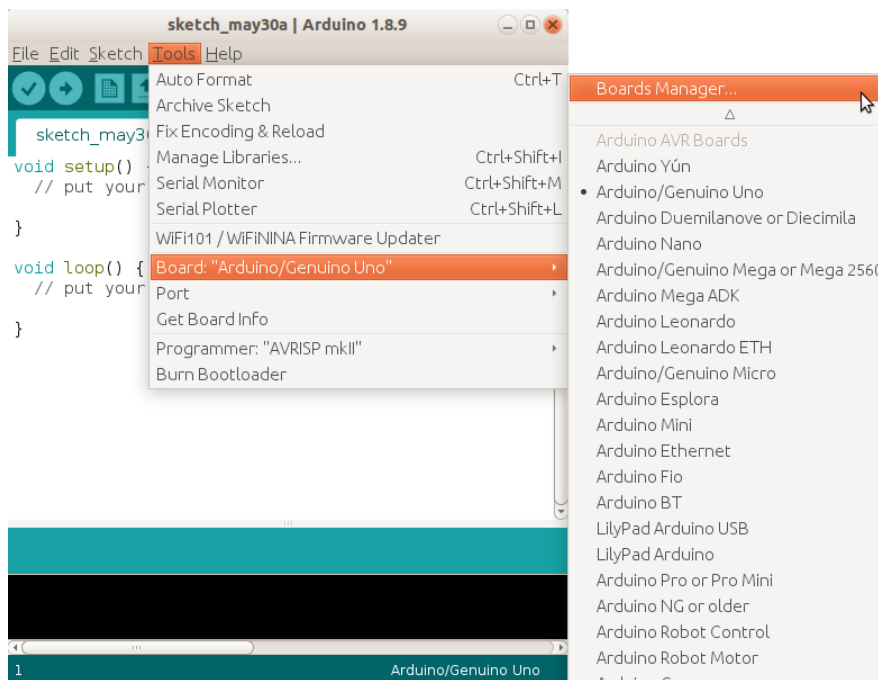 sketch_may30a | Arduino 1.8.9
File Edit Sketch Tools Help
sketch_may3
void setup()
// put your
}
void loop() {
// put your
}
Auto Format Ctrl+T
Archive Sketch
Fix Encoding & Reload
Manage Libraries... Ctrl+Shift+I
Serial Monitor Ctrl+Shift+M
Serial Plotter Ctrl+Shift+L
WiFi101 / WiFiNINA Firmware Updater
Board: "Arduino/Genuino Uno"
Port
Get Board Info
Programmer: "AVRISP mkII"
Burn Bootloader
Boards Manager...
Arduino AVR Boards
Arduino Yún
Arduino/Genuino Uno
Arduino Duemilanove or Diecimila
Arduino Nano
Arduino/Genuino Mega or Mega 2560
Arduino Mega ADK
Arduino Leonardo
Arduino Leonardo ETH
Arduino/Genuino Micro
Arduino Esplora
Arduino Mini
Arduino Ethernet
Arduino Fio
Arduino BT
LilyPad Arduino USB
LilyPad Arduino
Arduino Pro or Pro Mini
Arduino NG or older
Arduino Robot Control
Arduino Robot Motor
1 Arduino/Genuino Uno